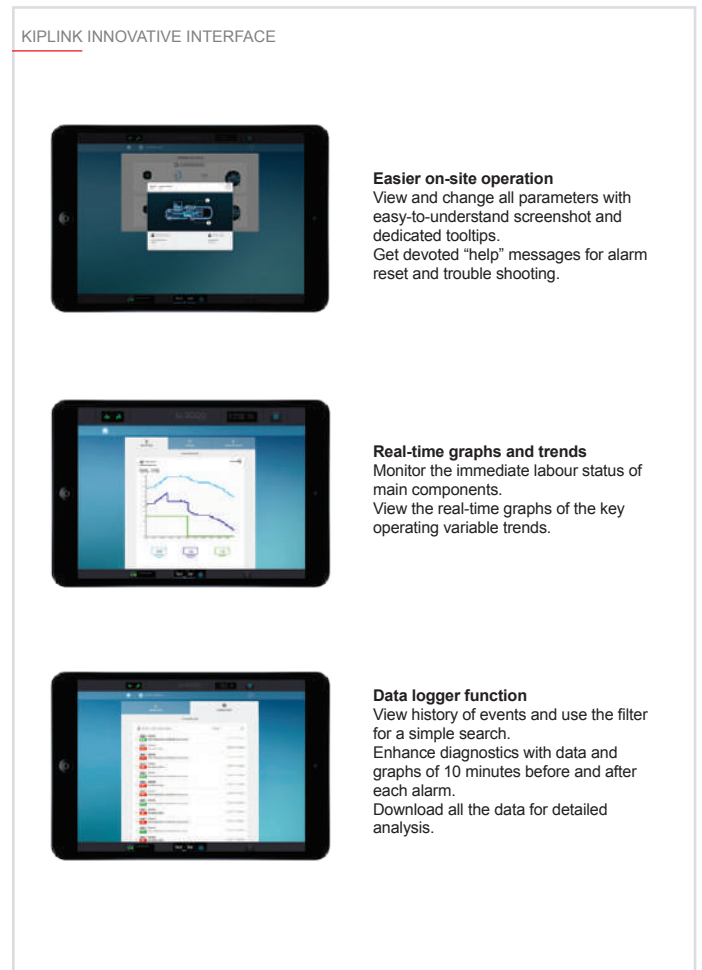 KIPLINK INNOVATIVE INTERFACE
Easier on-site operation
View and change all parameters with
easy-to-understand screenshot and
dedicated tooltips.
Get devoted “help” messages for alarm
reset and trouble shooting.
Real-time graphs and trends
Monitor the immediate labour status of
main components.
View the real-time graphs of the key
operating variable trends.
Data logger function
View history of events and use the filter
for a simple search.
Enhance diagnostics with data and
graphs of 10 minutes before and after
each alarm.
Download all the data for detailed
analysis.